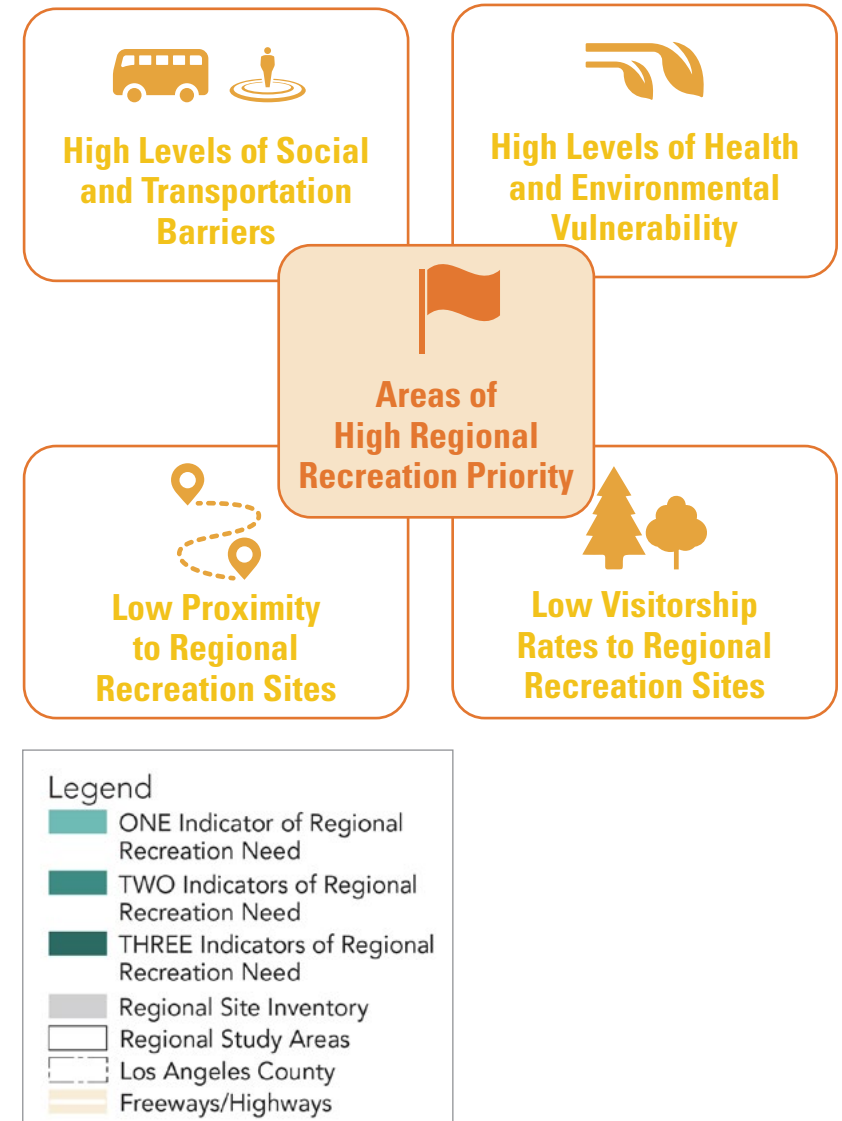 High Levels of Social
and Transportation
Barriers
High Levels of Health
and Environmental
Vulnerability
Areas of
High Regional
Recreation Priority
Low Proximity
to Regional
Recreation Sites
Low Visitorship
Rates to Regional
Recreation Sites
Legend
ONE Indicator of Regional
Recreation Need
TWO Indicators of Regional
Recreation Need
THREE Indicators of Regional
Recreation Need
Regional Site Inventory
Regional Study Areas
Los Angeles County
Freeways/Highways